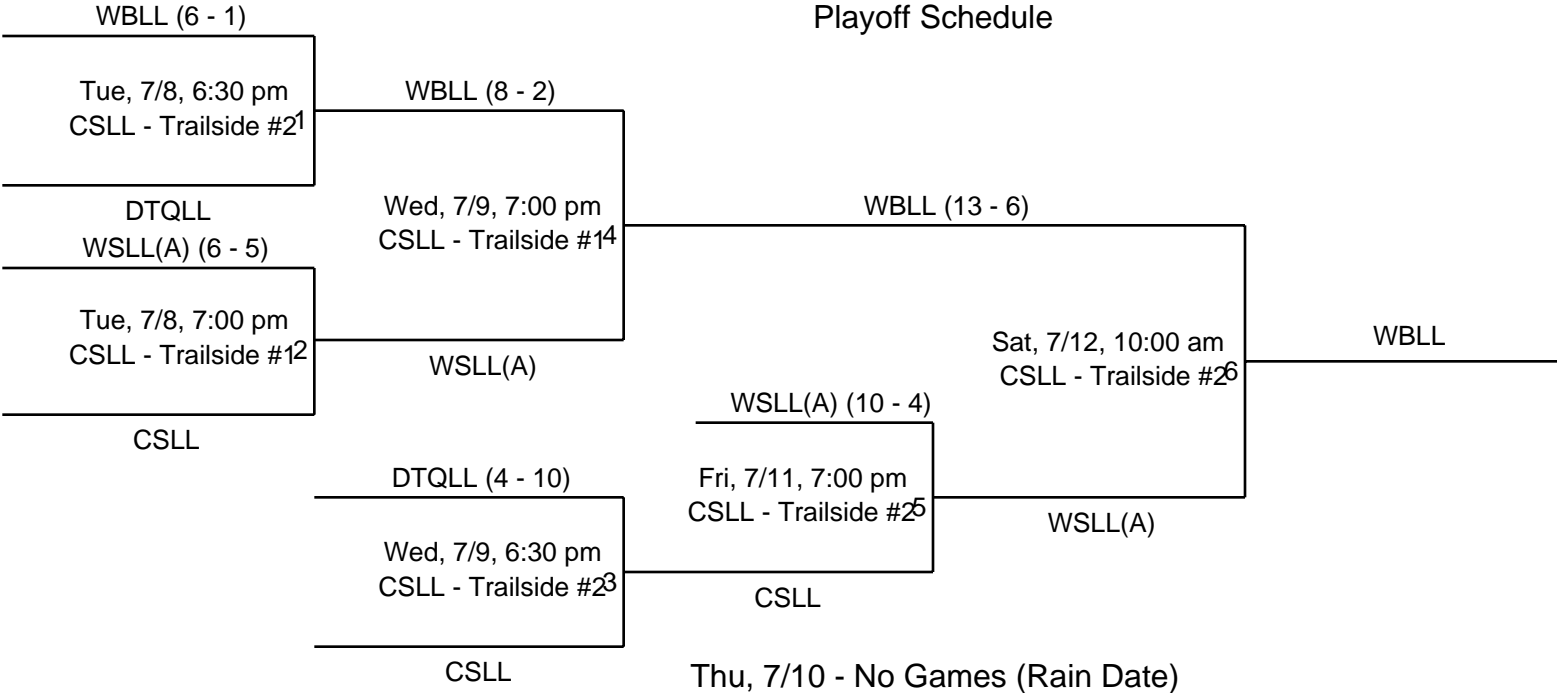 Playoff Schedule
WBLL (6 - 1)
Tue, 7/8, 6:30 pm
CSLL - Trailside #2 1
DTQLL
WSLL(A) (6 - 5)
Tue, 7/8, 7:00 pm
CSLL - Trailside #1 2
CSLL
WBLL (8 - 2)
Wed, 7/9, 7:00 pm
CSLL - Trailside #1 4
WSLL(A)
DTQLL (4 - 10)
Wed, 7/9, 6:30 pm
CSLL - Trailside #2 3
CSLL
WBLL (13 - 6)
WSLL(A) (10 - 4)
Fri, 7/11, 7:00 pm
CSLL - Trailside #2 5
CSLL
Sat, 7/12, 10:00 am
CSLL - Trailside #2 6
WSLL(A)
WBLL
Thu, 7/10 - No Games (Rain Date)